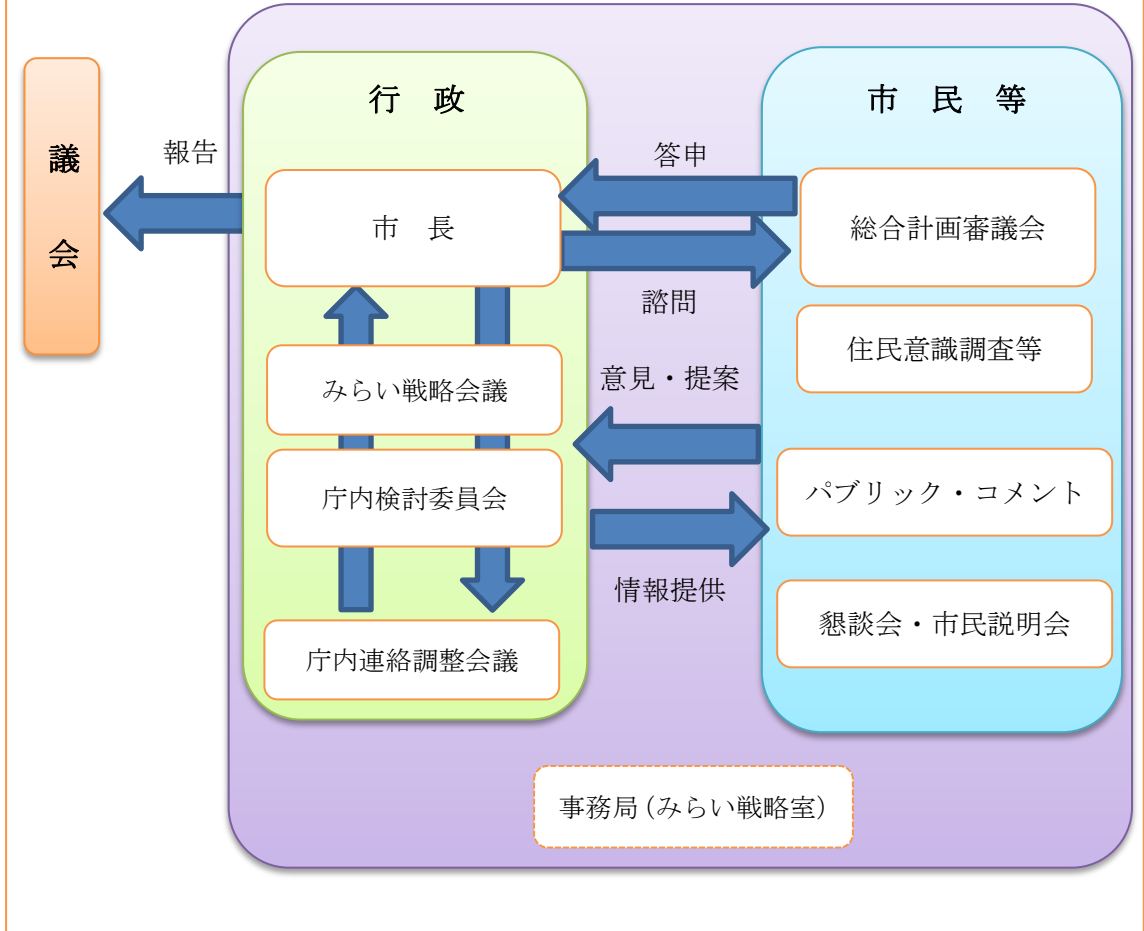 議会
報告
行　政
市　長
みらい戦略会議
庁内検討委員会
庁内連絡調整会議
答申
諮問
意見・提案
情報提供
市　民　等
総合計画審議会
住民意識調査等
パブリック・コメント
懇談会・市民説明会
事務局(みらい戦略室)